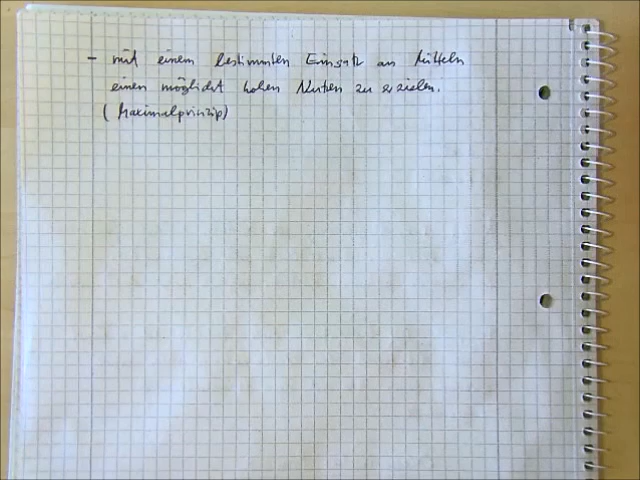 - mit einem bestimmten Einsatz an Mitteln
einen möglichst hohen Nutzen zu erzielen.
(Maximalprinzip)